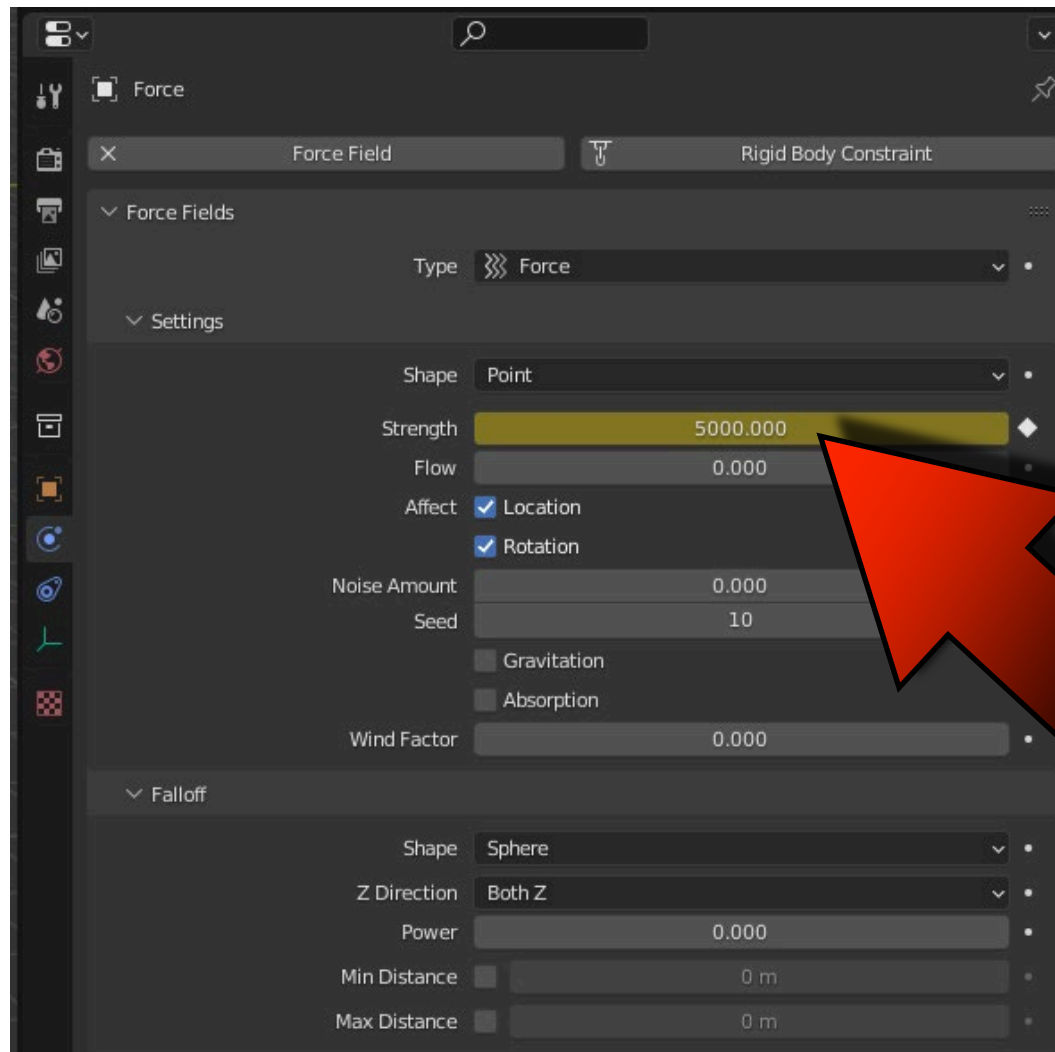 Force
Force Field Rigid Body Constraint
Force Fields
Type Force
Settings
Shape Point
Strength 5000.000
Flow 0.000
Affect Location
Rotation
Noise Amount 0.000
Seed 10
Gravitation
Absorption
Wind Factor 0.000
Falloff
Shape Sphere
Z Direction Both Z
Power 0.000
Min Distance 0 m
Max Distance 0 m